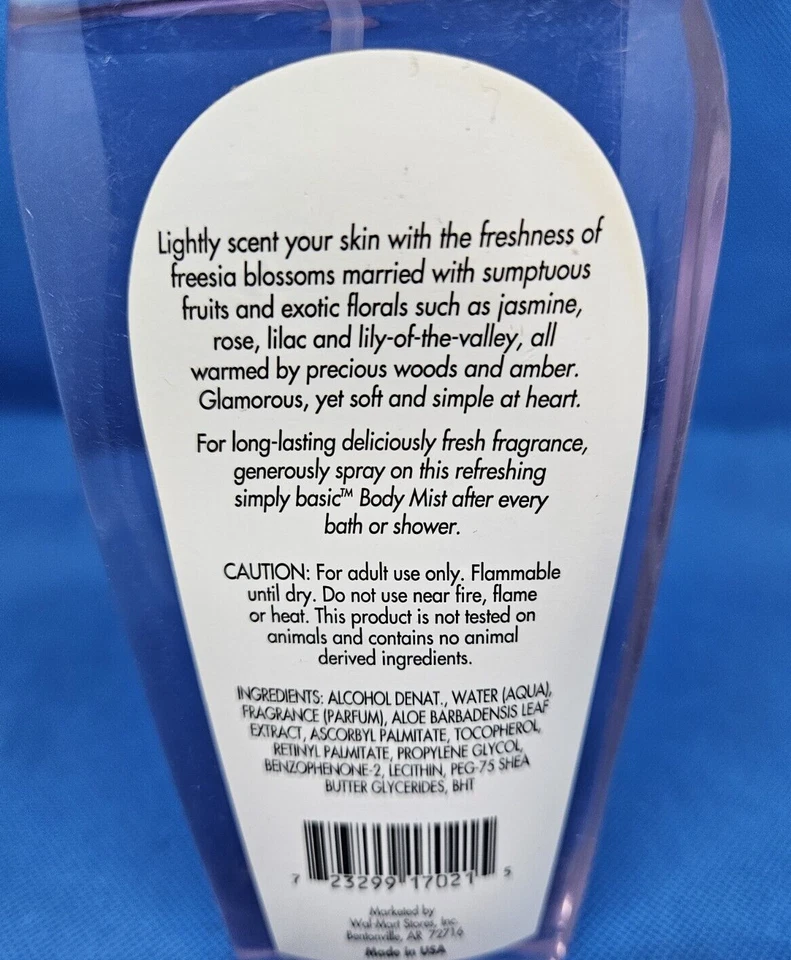 Lightly scent your skin with the freshness of
freesia blossoms married with sumptuous
fruits and exotic florals such as jasmine,
rose, lilac and lily-of-the-valley, all
warmed by precious woods and amber.
Glamorous, yet soft and simple at heart.
For long-lasting deliciously fresh fragrance,
generously spray on this refreshing
simply basic™ Body Mist after every
bath or shower.
CAUTION: For adult use only. Flammable
until dry. Do not use near fire, flame
or heat. This product is not tested on
animals and contains no animal
derived ingredients.
INGREDIENTS: ALCOHOL DENAT., WATER (AQUA),
FRAGRANCE (PARFUM), ALOE BARBADENSIS LEAF
EXTRACT, ASCORBYL PALMITATE, TOCOPHEROL,
RETINYL PALMITATE, PROPYLENE GLYCOL,
BENZOPHENONE-2, LECITHIN, PEG-75 SHEA
BUTTER GLYCERIDES, BHT
7 23299 17021 5
Marketed by
Wal-Mart Stores, Inc.
Bentonville, AR 72716
Made in USA